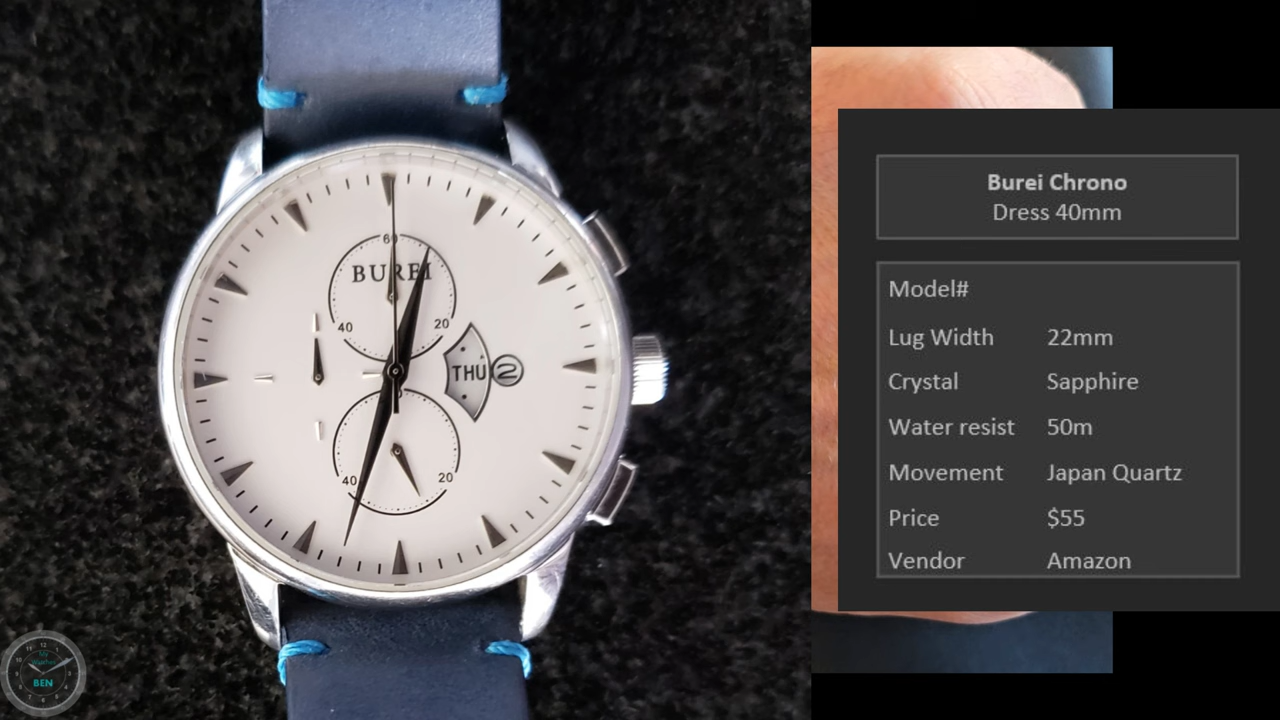 60
BUREI
40 20
THU 2
40 20
BEN
Burei Chrono
Dress 40mm
Model#
Lug Width 22mm
Crystal Sapphire
Water resist 50m
Movement Japan Quartz
Price $55
Vendor Amazon